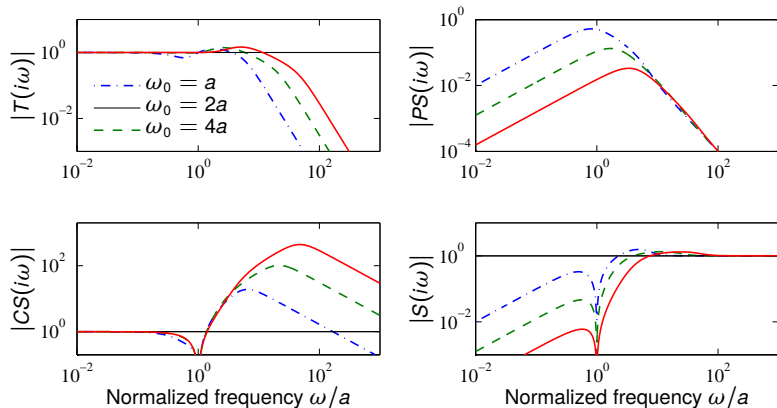 |T(iω)|
10^0
10^{-2}
ω_0 = a
ω_0 = 2a
ω_0 = 4a
10^{-2} 10^0 10^2
|PS(iω)|
10^0
10^{-2}
10^{-4}
10^{-2} 10^0 10^2
|CS(iω)|
10^2
10^0
10^{-2} 10^0 10^2
Normalized frequency ω/a
|S(iω)|
10^0
10^{-2}
10^{-2} 10^0 10^2
Normalized frequency ω/a